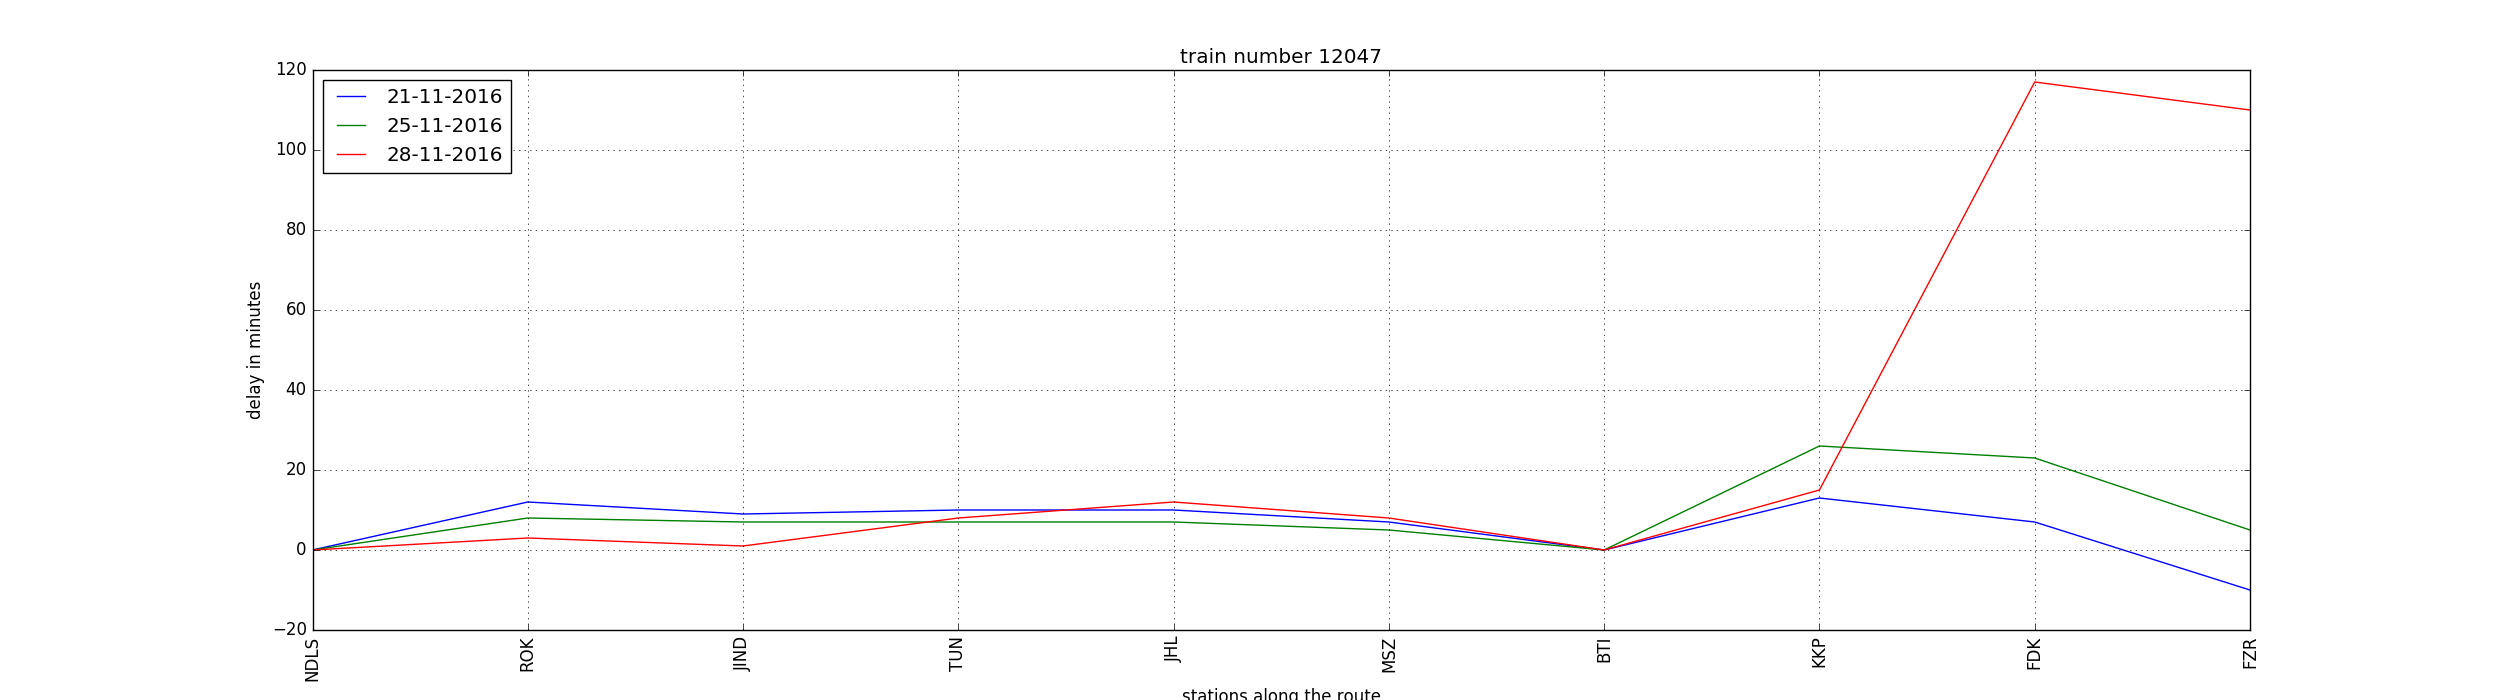 train number 12047
120
100
80
60
40
20
0
−20
delay in minutes
21-11-2016
25-11-2016
28-11-2016
NDLS
ROK
JIND
TUN
JHL
MSZ
BTI
KKP
FDK
FZR
stations along the route